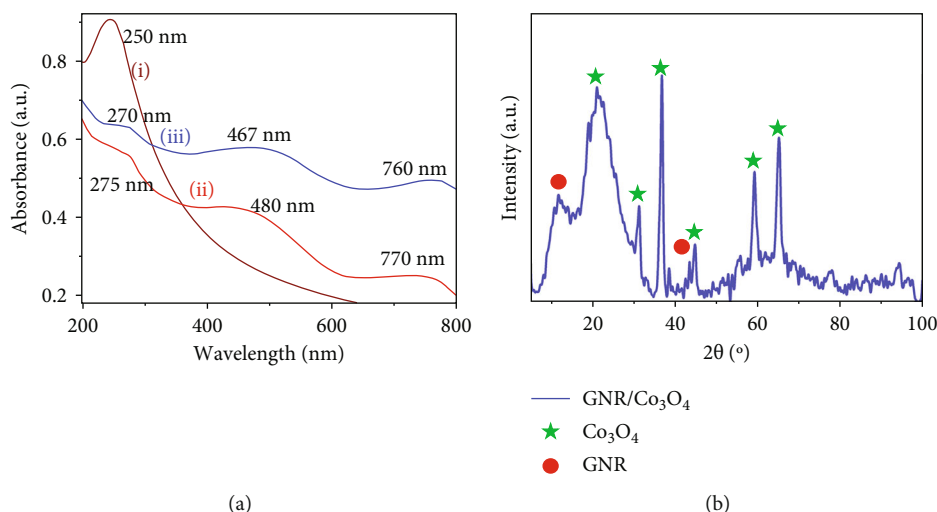 250 nm
(i)
270 nm
(iii)
467 nm
760 nm
275 nm
(ii)
480 nm
770 nm
0.8
0.6
0.4
0.2
Absorbance (a.u.)
200
400
600
800
Wavelength (nm)
(a)
Intensity (a.u.)
20
40
60
80
100
2θ (º)
GNR/Co₃O₄
Co₃O₄
GNR
(b)